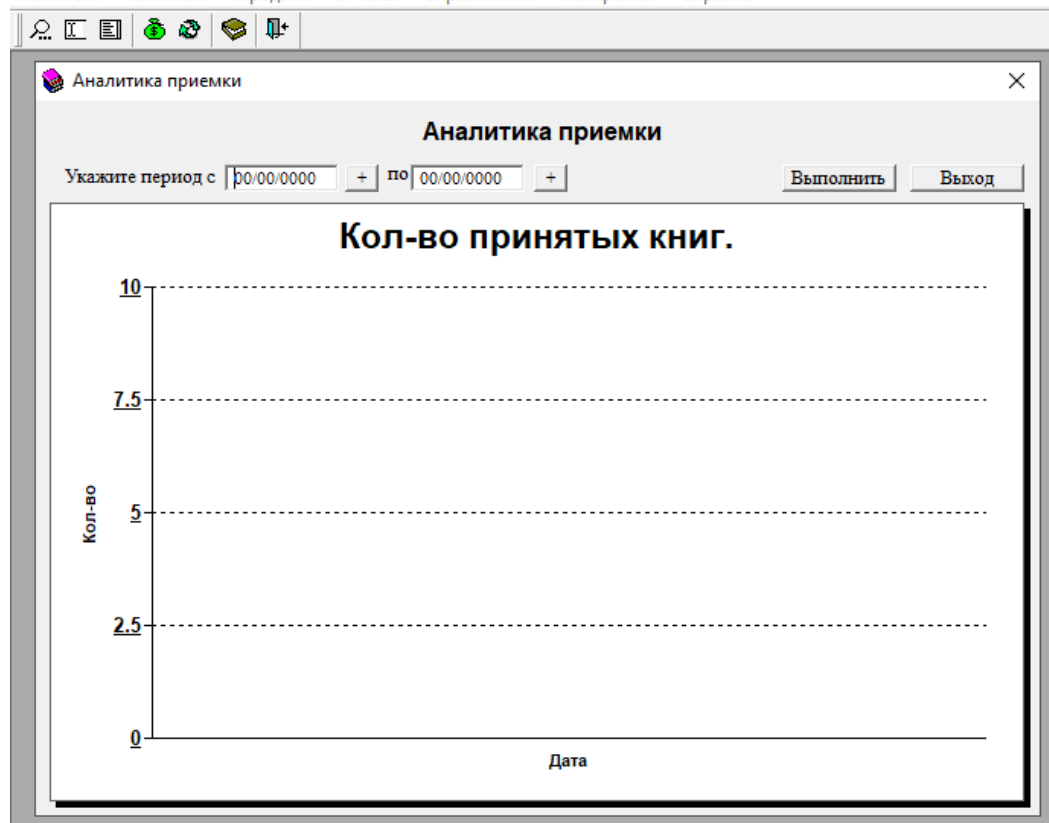 Аналитика приемки
Аналитика приемки
Укажите период с 00/00/0000 + по 00/00/0000 + Выполнить Выход
Кол-во принятых книг.
10
7.5
Кол-во
5
2.5
0
Дата